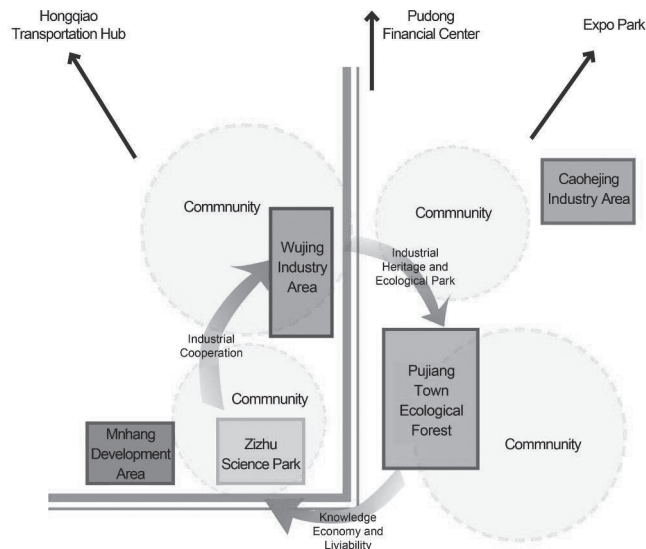 Hongqiao
Transportation Hub
Pudong
Financial Center
Expo Park
Commnunity
Wujing
Industry
Area
Commnunity
Caohejing
Industry Area
Industrial
Heritage and
Ecological Park
Industrial
Cooperation
Pujiang
Town
Ecological
Forest
Commnunity
Commnunity
Mnhang
Development
Area
Zizhu
Science Park
Knowledge
Economy and
Liviability